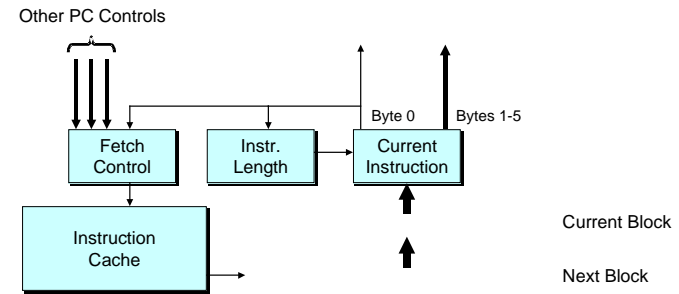 Other PC Controls
Byte 0
Bytes 1-5
Fetch
Control
Instr.
Length
Current
Instruction
Instruction
Cache
Current Block
Next Block